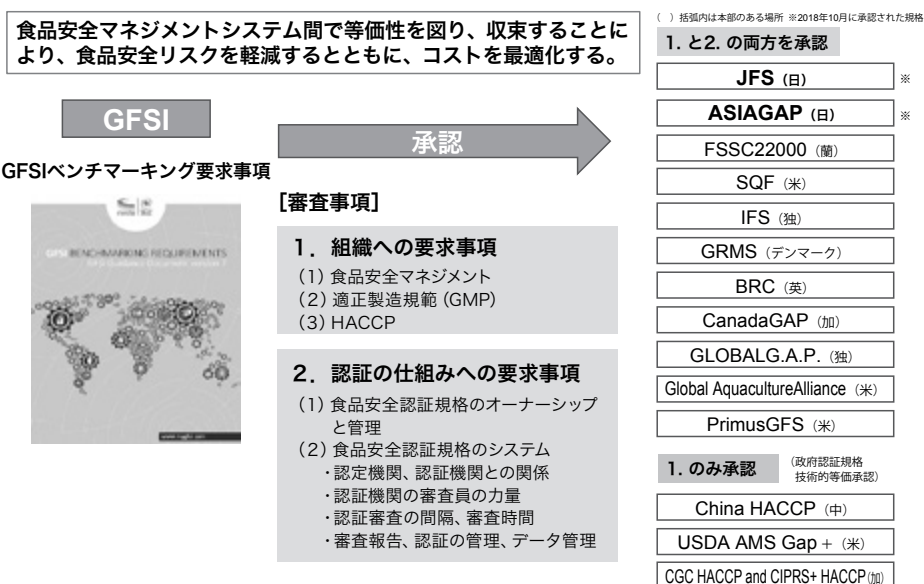 食品安全マネジメントシステム間で等価性を図り、収束することに
より、食品安全リスクを軽減するとともに、コストを最適化する。
GFSI
承認
GFSIベンチマーキング要求事項
GFSI BENCHMARKING REQUIREMENTS
[審査事項]
1．組織への要求事項
（1）食品安全マネジメント
（2）適正製造規範（GMP）
（3）HACCP
2．認証の仕組みへの要求事項
（1）食品安全認証規格のオーナーシップ
と管理
（2）食品安全認証規格のシステム
・認定機関、認証機関との関係
・認証機関の審査員の力量
・認証審査の間隔、審査時間
・審査報告、認証の管理、データ管理
（ ）括弧内は本部のある場所 ※2018年10月に承認された規格
1. と2. の両方を承認
JFS（日） ※
ASIAGAP（日） ※
FSSC22000（蘭）
SQF（米）
IFS（独）
GRMS（デンマーク）
BRC（英）
CanadaGAP（加）
GLOBALG.A.P.（独）
Global AquacultureAlliance（米）
PrimusGFS（米）
1. のみ承認
（政府認証規格
技術的等価承認）
China HACCP（中）
USDA AMS Gap +（米）
CGC HACCP and CIPRS+ HACCP(加)